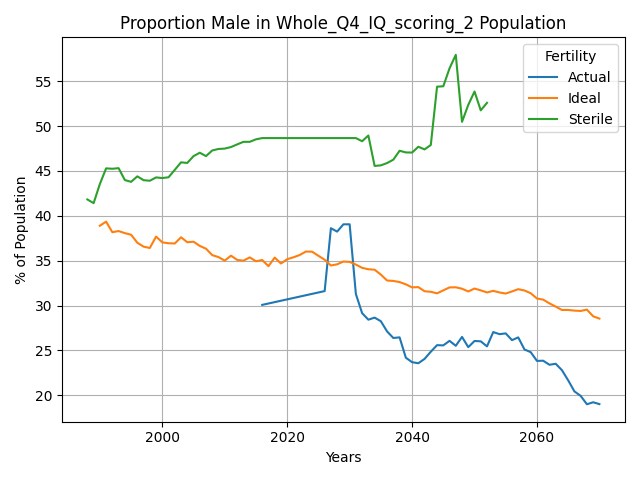 Proportion Male in Whole_Q4_IQ_scoring_2 Population
Fertility
Actual
Ideal
Sterile
% of Population
55
50
45
40
35
30
25
20
2000
2020
2040
2060
Years